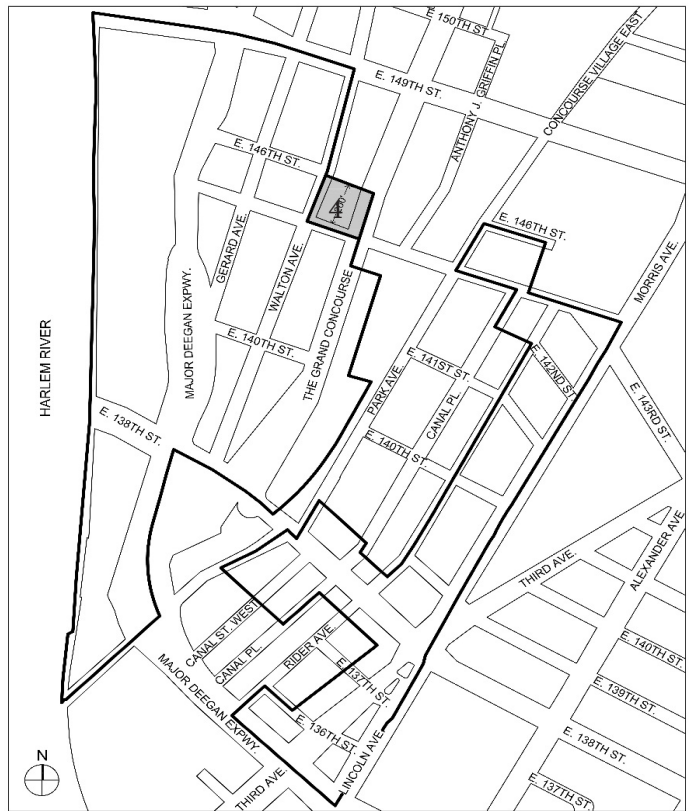 150TH ST
CONCOURSE VILLAGE EAST
ANTHONY J. GRIFFIN PL.
E. 149TH ST.
E. 146TH ST.
4
E. 146TH ST.
GERARD AVE.
WALTON AVE.
MAJOR DEEGAN EXPWY.
THE GRAND CONCOURSE
MORRIS AVE.
E. 140TH ST.
HARLEM RIVER
PARK AVE.
E. 141ST ST.
CANAL PL.
E. 142ND ST.
E. 143RD ST.
E. 138TH ST.
E. 140TH ST.
THIRD AVE.
ALEXANDER AVE.
CANAL ST. WEST
CANAL PL.
RIDER AVE.
E. 137TH ST.
E. 140TH ST.
E. 139TH ST.
MAJOR DEEGAN EXPWY.
E. 136TH ST.
LINCOLN AVE.
E. 138TH ST.
E. 137TH ST.
THIRD AVE.
N